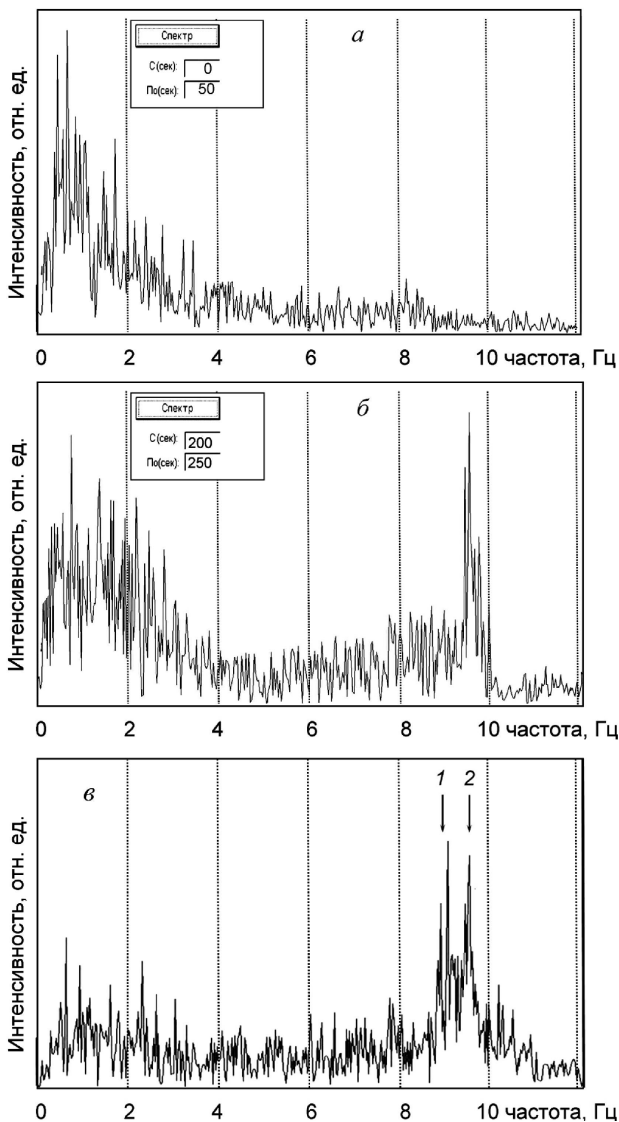 Интенсивность, отн. ед.
Спектр
С(сек): 0
По(сек): 50
а
0 2 4 6 8 10 частота, Гц
Интенсивность, отн. ед.
Спектр
С(сек): 200
По(сек): 250
б
0 2 4 6 8 10 частота, Гц
Интенсивность, отн. ед.
в
1 2
0 2 4 6 8 10 частота, Гц